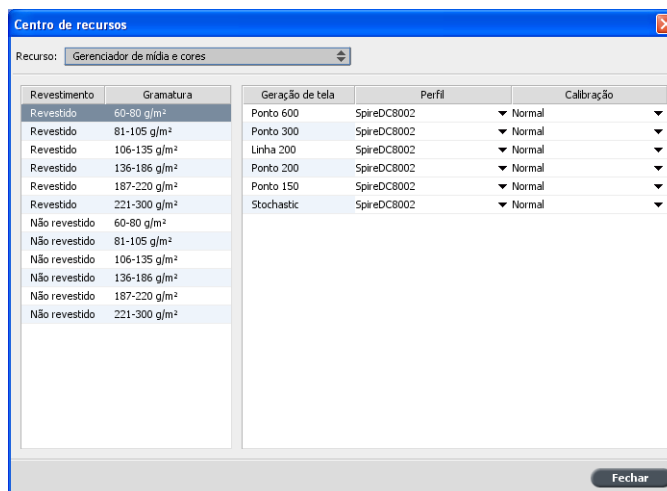 Centro de recursos
Recurso: Gerenciador de mídia e cores
Revestimento Gramatura Geração de tela Perfil Calibração
Revestido 60-80 g/m² Ponto 600 SpireDC8002 Normal
Revestido 81-105 g/m² Ponto 300 SpireDC8002 Normal
Revestido 106-135 g/m² Linha 200 SpireDC8002 Normal
Revestido 136-186 g/m² Ponto 200 SpireDC8002 Normal
Revestido 187-220 g/m² Ponto 150 SpireDC8002 Normal
Revestido 221-300 g/m² Stochastic SpireDC8002 Normal
Não revestido 60-80 g/m²
Não revestido 81-105 g/m²
Não revestido 106-135 g/m²
Não revestido 136-186 g/m²
Não revestido 187-220 g/m²
Não revestido 221-300 g/m²
Fechar